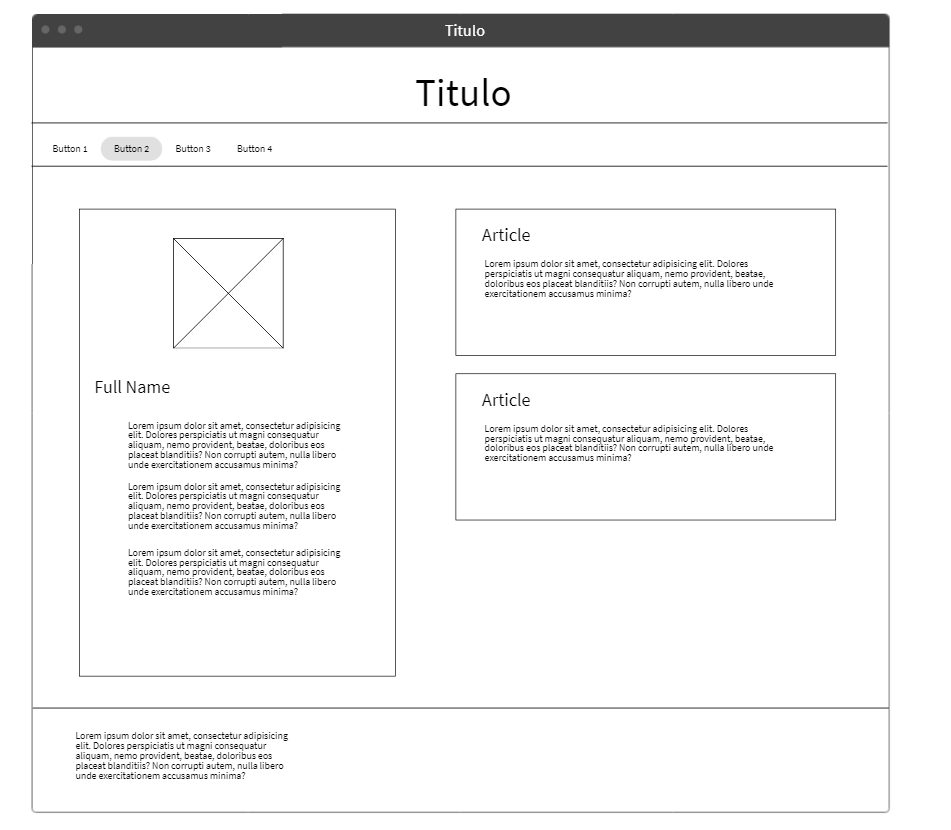 Titulo
Titulo
Button 1
Button 2
Button 3
Button 4
Full Name
Lorem ipsum dolor sit amet, consectetur adipisicing
elit. Dolores perspiciatis ut magni consequatur
aliquam, nemo provident, beatae, doloribus eos
placeat blanditiis? Non corrupti autem, nulla libero
unde exercitationem accusamus minima?
Lorem ipsum dolor sit amet, consectetur adipisicing
elit. Dolores perspiciatis ut magni consequatur
aliquam, nemo provident, beatae, doloribus eos
placeat blanditiis? Non corrupti autem, nulla libero
unde exercitationem accusamus minima?
Lorem ipsum dolor sit amet, consectetur adipisicing
elit. Dolores perspiciatis ut magni consequatur
aliquam, nemo provident, beatae, doloribus eos
placeat blanditiis? Non corrupti autem, nulla libero
unde exercitationem accusamus minima?
Article
Lorem ipsum dolor sit amet, consectetur adipisicing elit. Dolores
perspiciatis ut magni consequatur aliquam, nemo provident, beatae,
doloribus eos placeat blanditiis? Non corrupti autem, nulla libero unde
exercitationem accusamus minima?
Article
Lorem ipsum dolor sit amet, consectetur adipisicing elit. Dolores
perspiciatis ut magni consequatur aliquam, nemo provident, beatae,
doloribus eos placeat blanditiis? Non corrupti autem, nulla libero unde
exercitationem accusamus minima?
Lorem ipsum dolor sit amet, consectetur adipisicing
elit. Dolores perspiciatis ut magni consequatur
aliquam, nemo provident, beatae, doloribus eos
placeat blanditiis? Non corrupti autem, nulla libero
unde exercitationem accusamus minima?